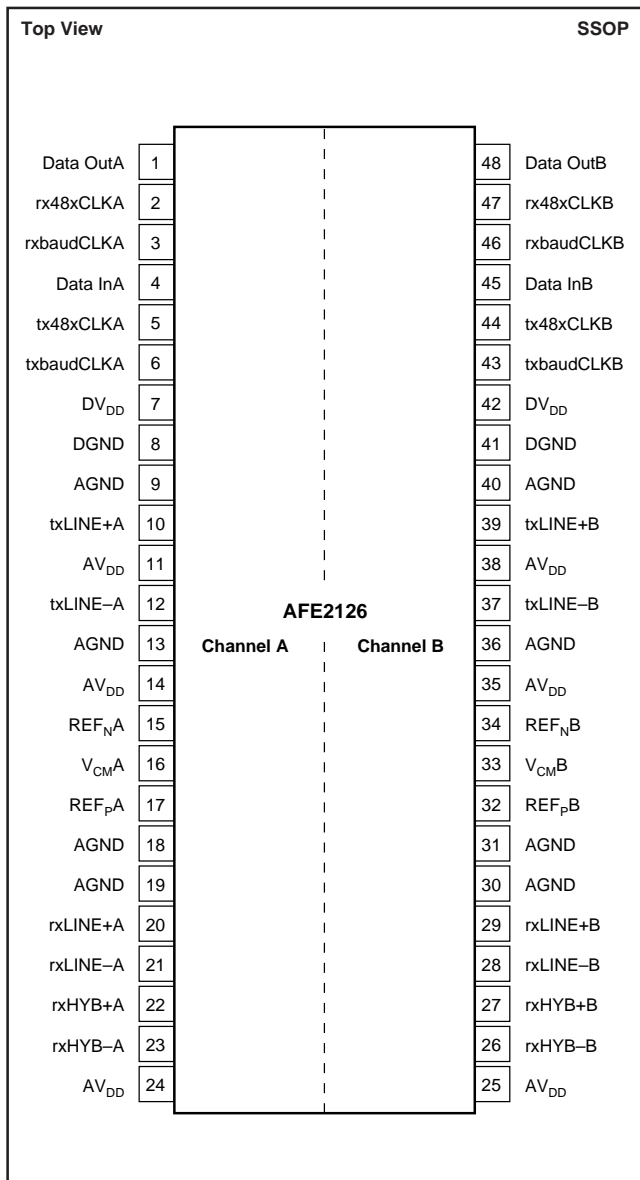 Top View SSOP
Data OutA 1 48 Data OutB
rx48xCLKA 2 47 rx48xCLKB
rxbaudCLKA 3 46 rxbaudCLKB
Data InA 4 45 Data InB
tx48xCLKA 5 44 tx48xCLKB
txbaudCLKA 6 43 txbaudCLKB
DVDD 7 42 DVDD
DGND 8 41 DGND
AGND 9 40 AGND
txLINE+A 10 39 txLINE+B
AVDD 11 38 AVDD
txLINE–A 12 37 txLINE–B
AFE2126
AGND 13 Channel A Channel B 36 AGND
AVDD 14 35 AVDD
REFNA 15 34 REFNB
VCMA 16 33 VCMB
REFPA 17 32 REFPB
AGND 18 31 AGND
AGND 19 30 AGND
rxLINE+A 20 29 rxLINE+B
rxLINE–A 21 28 rxLINE–B
rxHYB+A 22 27 rxHYB+B
rxHYB–A 23 26 rxHYB–B
AVDD 24 25 AVDD